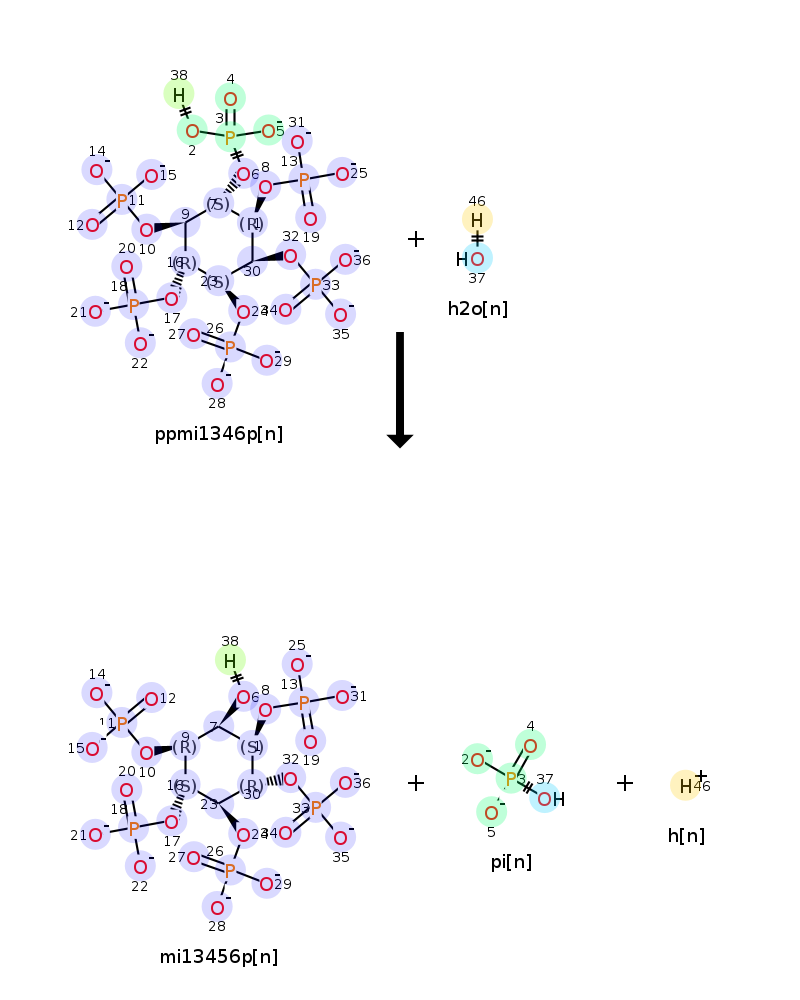 38
H
4
O
3
P
O
2
O-
5
14
O-
O-
15
P
11
12
O
O
10
9
31
O-
13
P
O-
25
8
O
O
6
(S)
7
(R)
1
O
19
32
O
30
O-
36
P
33
34
O
O-
35
20
O
18
P
21
O-
O-
22
16
(R)
O
17
23
(S)
O
24
27
O
26
P
O-
29
O-
28
ppmi1346p[n]
+
46
H
HO
37
h2o[n]
38
H
O
6
7
14
O-
O
12
P
11
15
O-
O
10
9
(R)
25
O-
13
P
O-
31
8
O
O
19
(S)
1
32
O
(R)
30
O-
36
P
33
34
O
O-
35
20
O
18
P
21
O-
O-
22
16
(S)
O
17
23
O
24
27
O
26
P
O-
29
O-
28
mi13456p[n]
+
4
O
2
O-
P
3
37
OH
O-
5
pi[n]
+
H+
46
h[n]